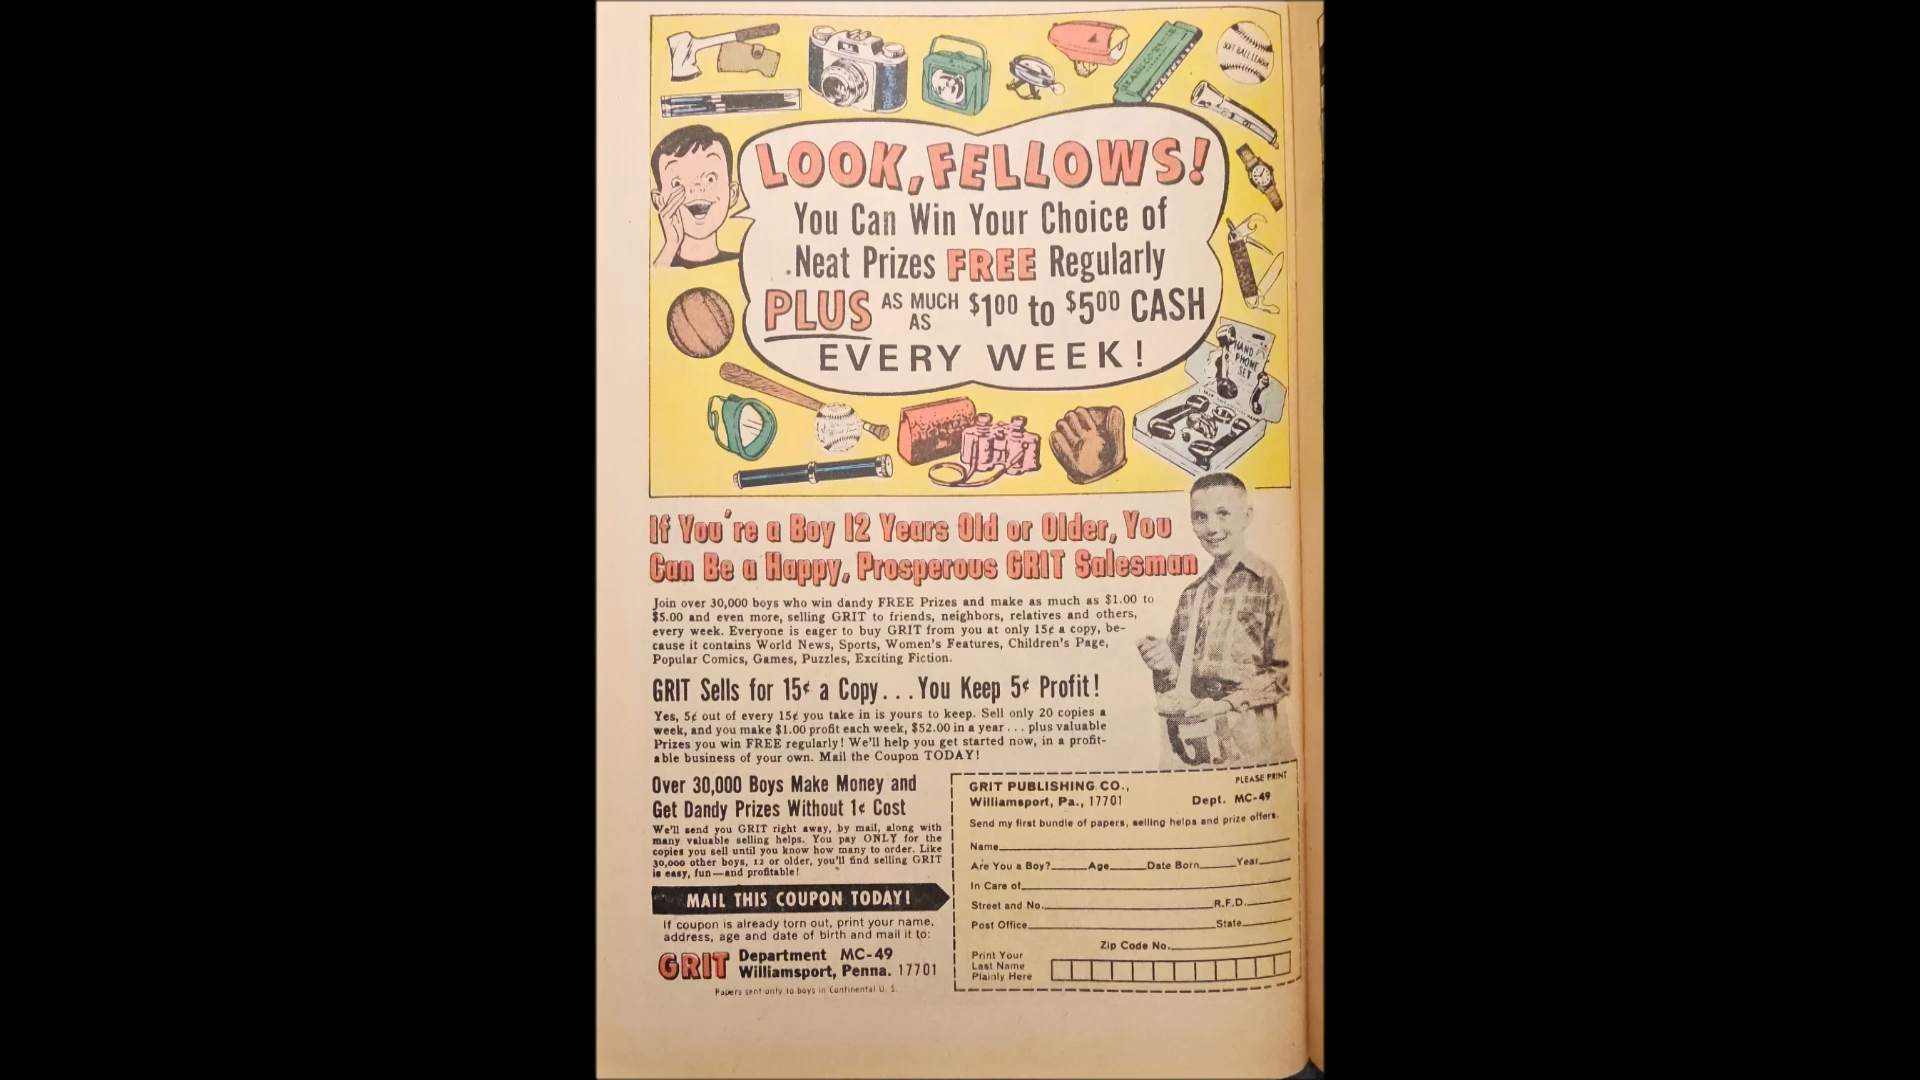 SOFT BALL LEAGUE
LOOK, FELLOWS!
You Can Win Your Choice of
Neat Prizes FREE Regularly
PLUS AS MUCH AS $1.00 to $5.00 CASH
EVERY WEEK!
HAND
PHONE
SET
If You're a Boy 12 Years Old or Older, You
Can Be a Happy, Prosperous GRIT Salesman
Join over 30,000 boys who win dandy FREE Prizes and make as much as $1.00 to
$5.00 and even more, selling GRIT to friends, neighbors, relatives and others,
every week. Everyone is eager to buy GRIT from you at only 15¢ a copy, be-
cause it contains World News, Sports, Women's Features, Children's Page,
Popular Comics, Games, Puzzles, Exciting Fiction.
GRIT Sells for 15¢ a Copy...You Keep 5¢ Profit!
Yes, 5¢ out of every 15¢ you take in is yours to keep. Sell only 20 copies a
week, and you make $1.00 profit each week, $52.00 in a year . . . plus valuable
Prizes you win FREE regularly! We'll help you get started now, in a profit-
able business of your own. Mail the Coupon TODAY!
Over 30,000 Boys Make Money and
Get Dandy Prizes Without 1¢ Cost
We'll send you GRIT right away, by mail, along with
many valuable selling helps. You pay ONLY for the
copies you sell until you know how many to order. Like
30,000 other boys, 12 or older, you'll find selling GRIT
is easy, fun—and profitable!
MAIL THIS COUPON TODAY!
If coupon is already torn out, print your name,
address, age and date of birth and mail it to:
GRIT Department MC-49
Williamsport, Penna. 17701
Papers sent only to boys in Continental U. S.
PLEASE PRINT
GRIT PUBLISHING CO.,
Williamsport, Pa., 17701 Dept. MC-49
Send my first bundle of papers, selling helps and prize offers.
Name
Are You a Boy? Age Date Born Year
In Care of
Street and No. R.F.D.
Post Office State
Zip Code No.
Print Your
Last Name
Plainly Here